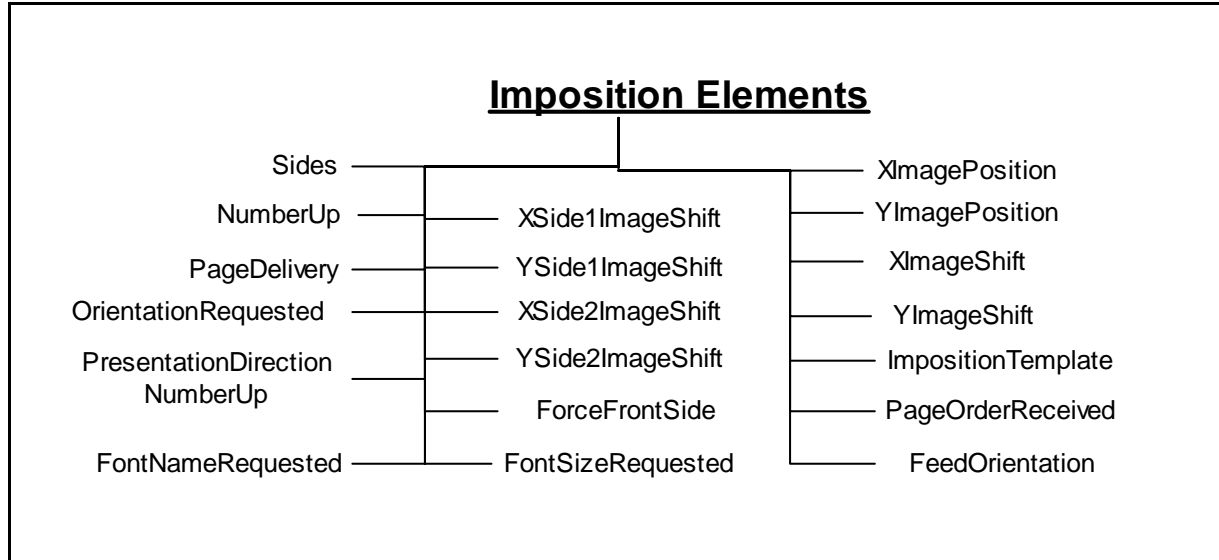 Imposition Elements
Sides
NumberUp
PageDelivery
OrientationRequested
PresentationDirection
NumberUp
FontNameRequested
XSide1ImageShift
YSide1ImageShift
XSide2ImageShift
YSide2ImageShift
ForceFrontSide
FontSizeRequested
XImagePosition
YImagePosition
XImageShift
YImageShift
ImpositionTemplate
PageOrderReceived
FeedOrientation